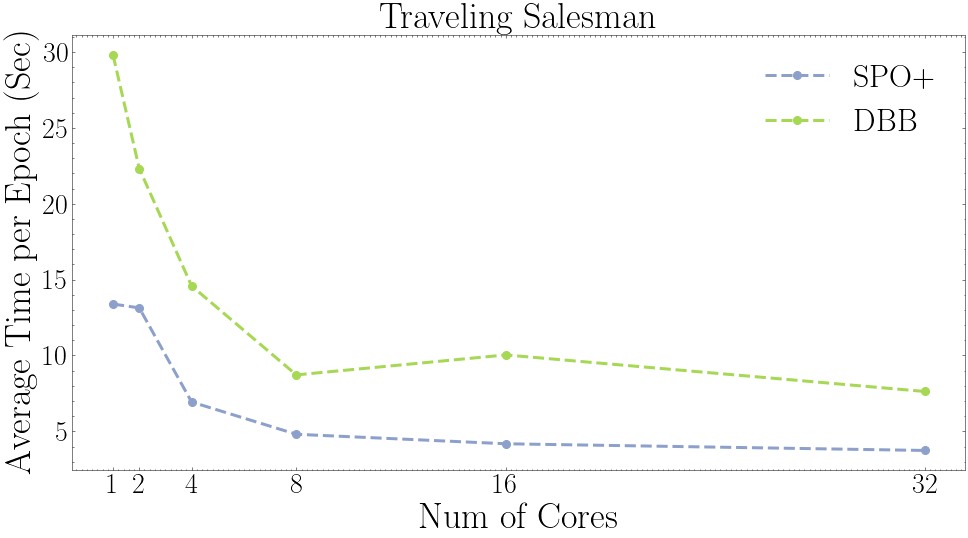 Traveling Salesman
Average Time per Epoch (Sec)
30
25
20
15
10
5
SPO+
DBB
1 2 4 8 16 32
Num of Cores